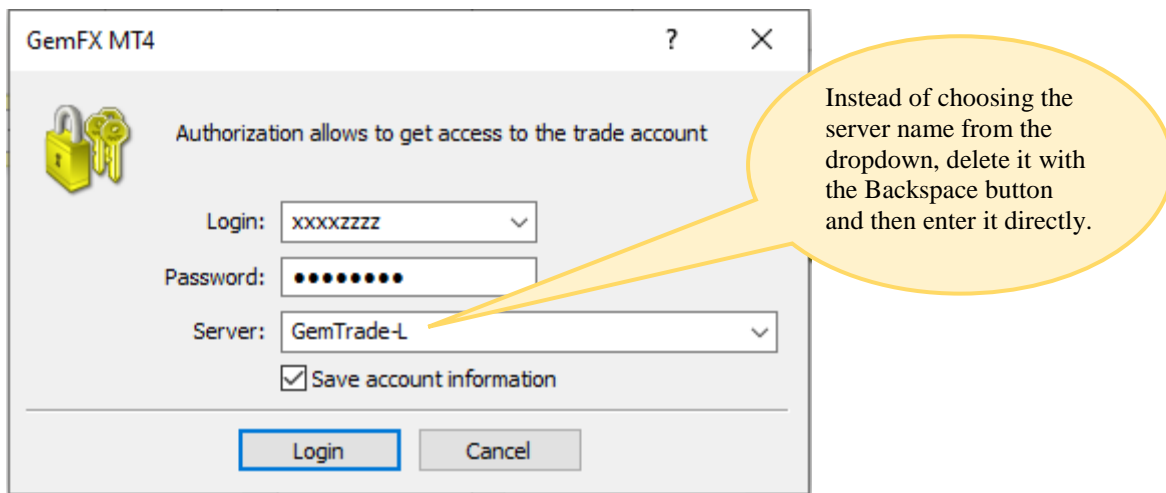 GemFX MT4 ?
Authorization allows to get access to the trade account
Login: xxxxzzzz
Password: ●●●●●●●●
Server: GemTrade-L
Save account information
Login Cancel
Instead of choosing the
server name from the
dropdown, delete it with
the Backspace button
and then enter it directly.